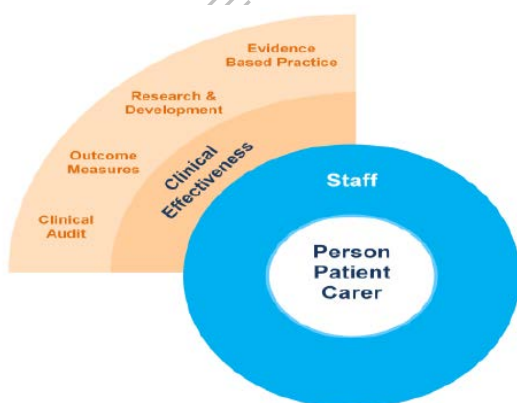 Evidence
Based Practice
Research &
Development
Outcome
Measures
Clinical
Audit
Clinical
Effectiveness
Staff
Person
Patient
Carer